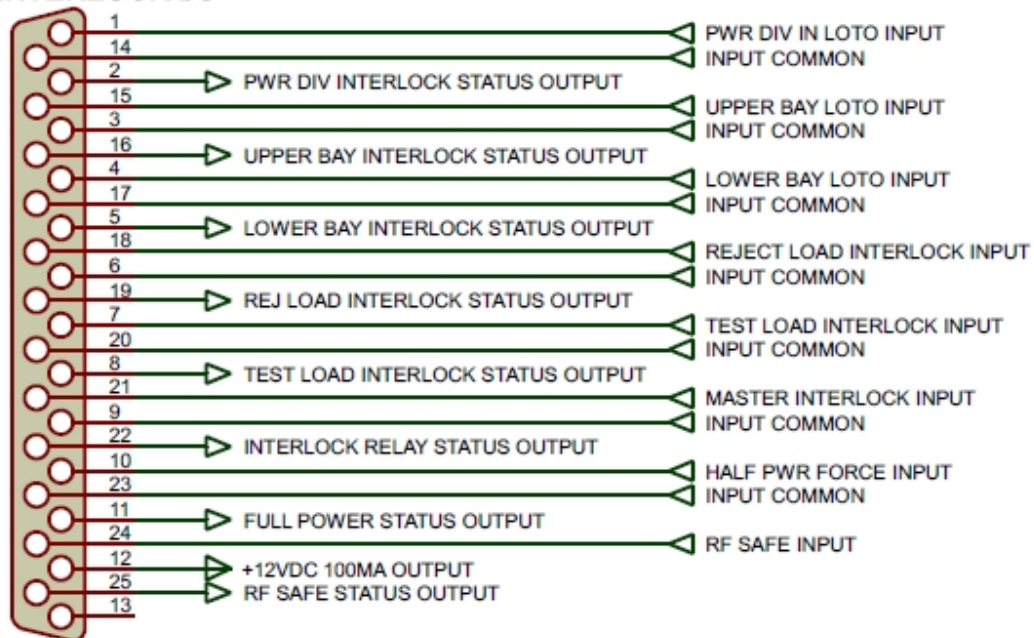 1 PWR DIV IN LOTO INPUT
14 INPUT COMMON
2 PWR DIV INTERLOCK STATUS OUTPUT
15 UPPER BAY LOTO INPUT
3 INPUT COMMON
16 UPPER BAY INTERLOCK STATUS OUTPUT
4 LOWER BAY LOTO INPUT
17 INPUT COMMON
5 LOWER BAY INTERLOCK STATUS OUTPUT
18 REJECT LOAD INTERLOCK INPUT
6 INPUT COMMON
19 REJ LOAD INTERLOCK STATUS OUTPUT
7 TEST LOAD INTERLOCK INPUT
20 INPUT COMMON
8 TEST LOAD INTERLOCK STATUS OUTPUT
21 MASTER INTERLOCK INPUT
9 INPUT COMMON
22 INTERLOCK RELAY STATUS OUTPUT
10 HALF PWR FORCE INPUT
23 INPUT COMMON
11 FULL POWER STATUS OUTPUT
24 RF SAFE INPUT
12 +12VDC 100MA OUTPUT
25 RF SAFE STATUS OUTPUT
13